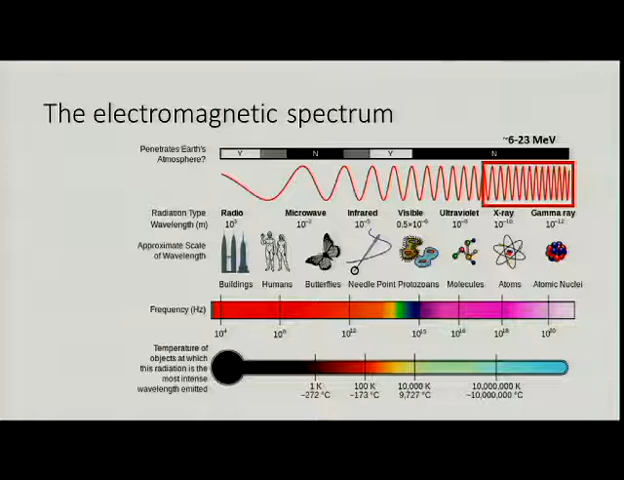 The electromagnetic spectrum
~6-23 MeV
Penetrates Earth's
Atmosphere?
Y N Y N
Radiation Type
Wavelength (m)
Radio Microwave Infrared Visible Ultraviolet X-ray Gamma ray
10³ 10⁻² 10⁻⁵ 0.5×10⁻⁶ 10⁻⁸ 10⁻¹⁰ 10⁻¹²
Approximate Scale
of Wavelength
Buildings Humans Butterflies Needle Point Protozoans Molecules Atoms Atomic Nuclei
Frequency (Hz)
10⁴ 10⁸ 10¹² 10¹⁵ 10¹⁶ 10¹⁸ 10²⁰
Temperature of
objects at which
this radiation is the
most intense
wavelength emitted
1 K 100 K 10,000 K 10,000,000 K
−272 °C −173 °C 9,727 °C ~10,000,000 °C